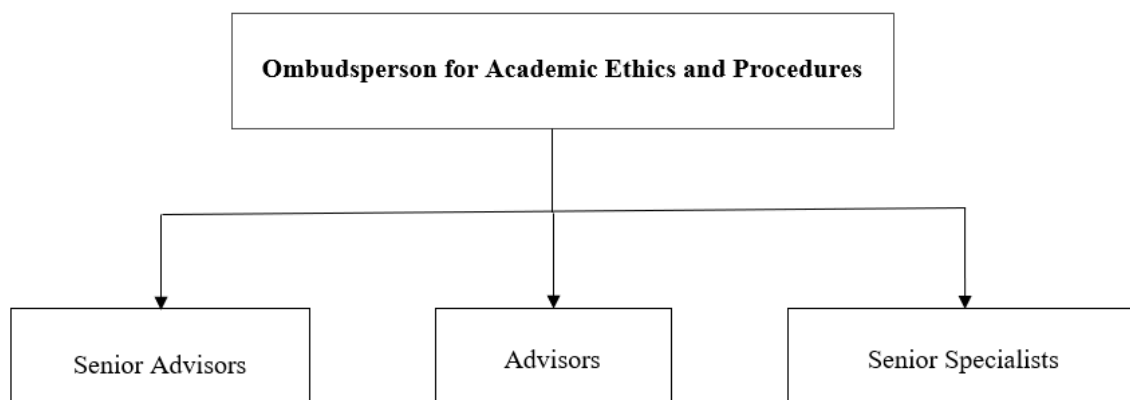 Ombudsperson for Academic Ethics and Procedures
Senior Advisors
Advisors
Senior Specialists